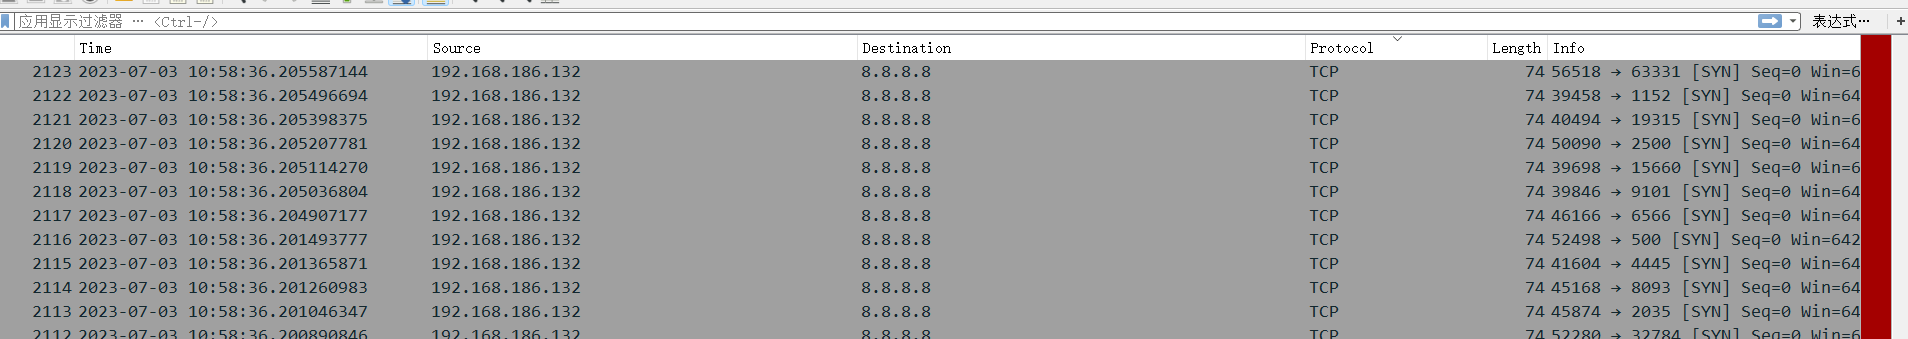 应用显示过滤器 … <Ctrl-/> 表达式… +
Time Source Destination Protocol Length Info
2123 2023-07-03 10:58:36.205587144 192.168.186.132 8.8.8.8 TCP 74 56518 → 63331 [SYN] Seq=0 Win=6
2122 2023-07-03 10:58:36.205496694 192.168.186.132 8.8.8.8 TCP 74 39458 → 1152 [SYN] Seq=0 Win=64
2121 2023-07-03 10:58:36.205398375 192.168.186.132 8.8.8.8 TCP 74 40494 → 19315 [SYN] Seq=0 Win=6
2120 2023-07-03 10:58:36.205207781 192.168.186.132 8.8.8.8 TCP 74 50090 → 2500 [SYN] Seq=0 Win=64
2119 2023-07-03 10:58:36.205114270 192.168.186.132 8.8.8.8 TCP 74 39698 → 15660 [SYN] Seq=0 Win=6
2118 2023-07-03 10:58:36.205036804 192.168.186.132 8.8.8.8 TCP 74 39846 → 9101 [SYN] Seq=0 Win=64
2117 2023-07-03 10:58:36.204907177 192.168.186.132 8.8.8.8 TCP 74 46166 → 6566 [SYN] Seq=0 Win=64
2116 2023-07-03 10:58:36.201493777 192.168.186.132 8.8.8.8 TCP 74 52498 → 500 [SYN] Seq=0 Win=642
2115 2023-07-03 10:58:36.201365871 192.168.186.132 8.8.8.8 TCP 74 41604 → 4445 [SYN] Seq=0 Win=64
2114 2023-07-03 10:58:36.201260983 192.168.186.132 8.8.8.8 TCP 74 45168 → 8093 [SYN] Seq=0 Win=64
2113 2023-07-03 10:58:36.201046347 192.168.186.132 8.8.8.8 TCP 74 45874 → 2035 [SYN] Seq=0 Win=64
2112 2023-07-03 10:58:36.200890846 192.168.186.132 8.8.8.8 TCP 74 52280 → 32784 [SYN] Seq=0 Win=6